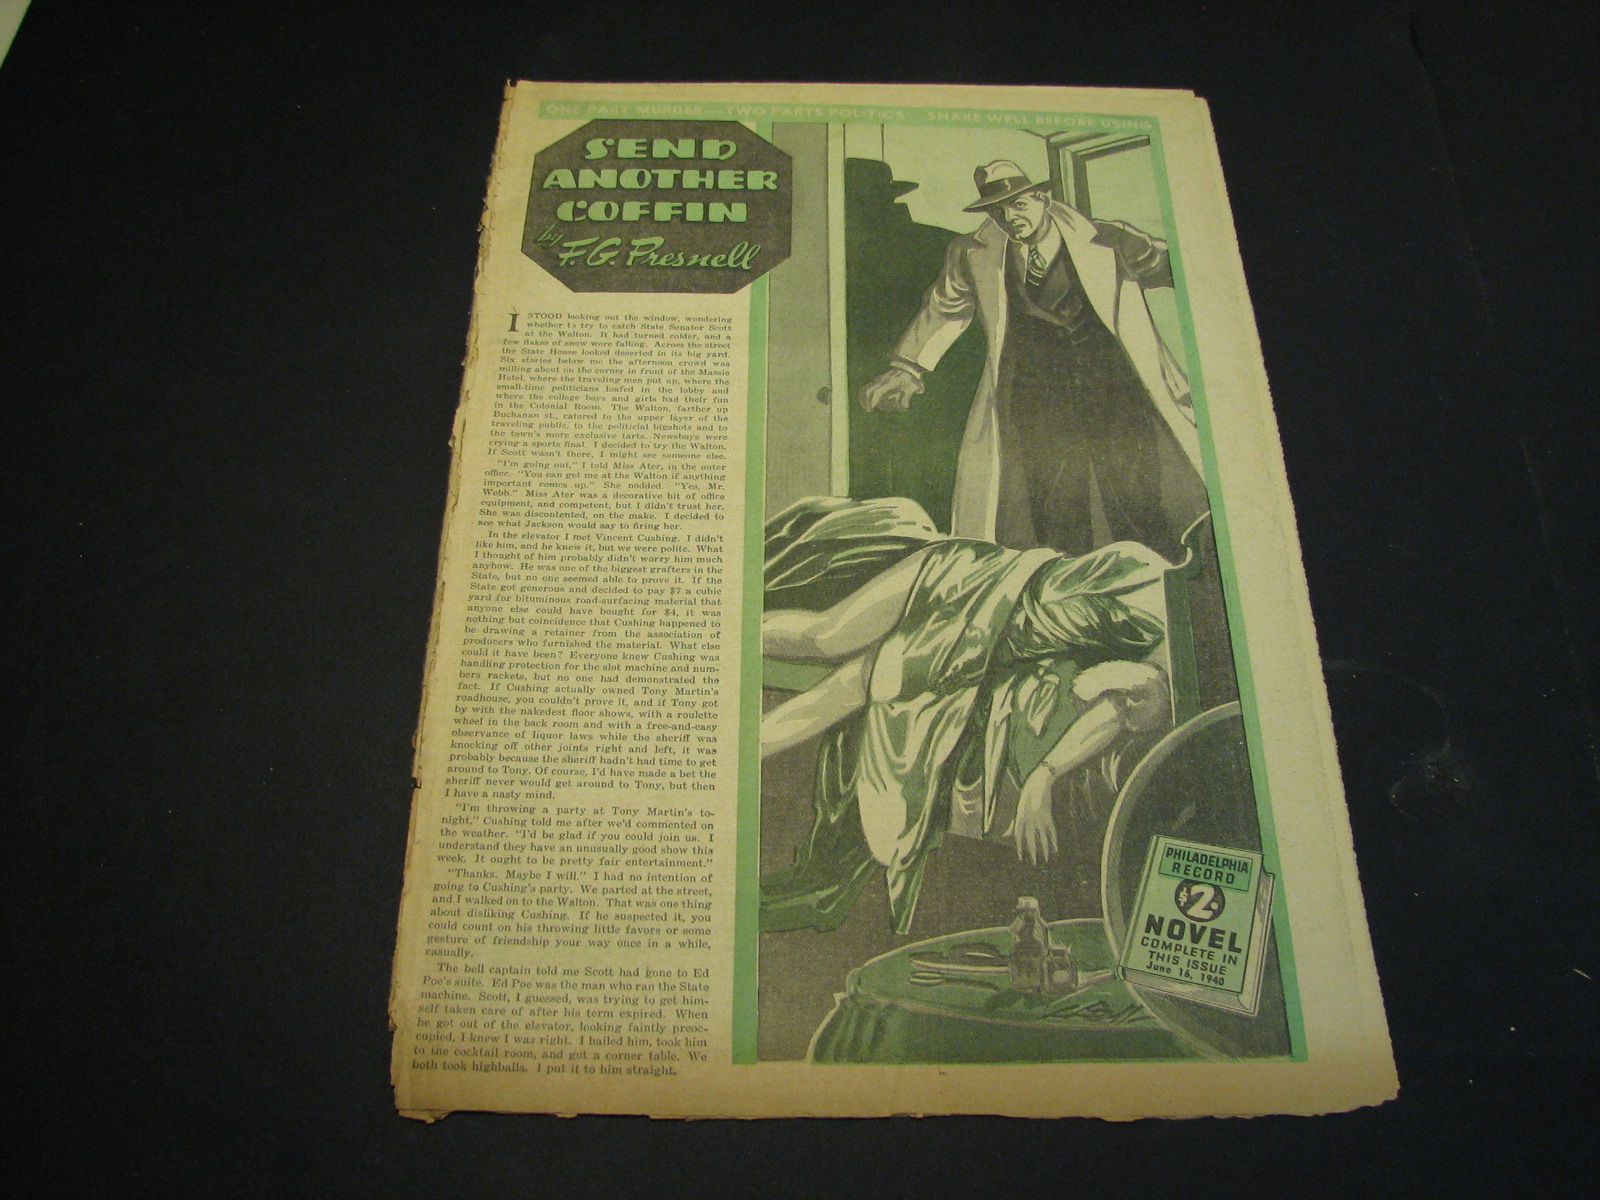 ONE PART MURDER—TWO PARTS POLITICS, SHAKE WELL BEFORE USING
SEND
ANOTHER
COFFIN
by F.G. Presnell
I STOOD looking out the window, wondering
whether to try to catch State Senator Scott
at the Walton. It had turned colder, and a
few flakes of snow were falling. Across the street
the State House looked deserted in its big yard.
Six stories below me the afternoon crowd was
milling about on the corner in front of the Massie
Hotel, where the traveling men put up, where the
small-time politicians loafed in the lobby and
where the college boys and girls had their fun
in the Colonial Room. The Walton, farther up
Buchanan st., catered to the upper layer of the
traveling public, to the political bigshots and to
the town's more exclusive tarts. Newsboys were
crying a sports final. I decided to try the Walton.
If Scott wasn't there, I might see someone else.
"I'm going out," I told Miss Ater, in the outer
office. "You can get me at the Walton if anything
important comes up." She nodded. "Yes, Mr.
Webb." Miss Ater was a decorative bit of office
equipment, and competent, but I didn't trust her.
She was discontented, on the make. I decided to
see what Jackson would say to firing her.
In the elevator I met Vincent Cushing. I didn't
like him, and he knew it, but we were polite. What
I thought of him probably didn't worry him much
anyhow. He was one of the biggest grafters in the
State, but no one seemed able to prove it. If the
State got generous and decided to pay $7 a cubic
yard for bituminous road-surfacing material that
anyone else could have bought for $4, it was
nothing but coincidence that Cushing happened to
be drawing a retainer from the association of
producers who furnished the material. What else
could it have been? Everyone knew Cushing was
handling protection for the slot machine and num-
bers rackets, but no one had demonstrated the
fact. If Cushing actually owned Tony Martin's
roadhouse, you couldn't prove it, and if Tony got
by with the nakedest floor shows, with a roulette
wheel in the back room and with a free-and-easy
observance of liquor laws while the sheriff was
knocking off other joints right and left, it was
probably because the sheriff hadn't had time to get
around to Tony. Of course, I'd have made a bet the
sheriff never would get around to Tony, but then
I have a nasty mind.
"I'm throwing a party at Tony Martin's to-
night," Cushing told me after we'd commented on
the weather. "I'd be glad if you could join us. I
understand they have an unusually good show this
week. It ought to be pretty fair entertainment."
"Thanks. Maybe I will." I had no intention of
going to Cushing's party. We parted at the street,
and I walked on to the Walton. That was one thing
about disliking Cushing. If he suspected it, you
could count on his throwing little favors or some
gesture of friendship your way once in a while,
casually.
The bell captain told me Scott had gone to Ed
Poe's suite. Ed Poe was the man who ran the State
machine. Scott, I guessed, was trying to get him-
self taken care of after his term expired. When
he got out of the elevator, looking faintly preoc-
cupied, I knew I was right. I hailed him, took him
to the cocktail room, and got a corner table. We
both took highballs. I put it to him straight.
PHILADELPHIA
RECORD
$2.
NOVEL
COMPLETE IN
THIS ISSUE
June 16, 1940